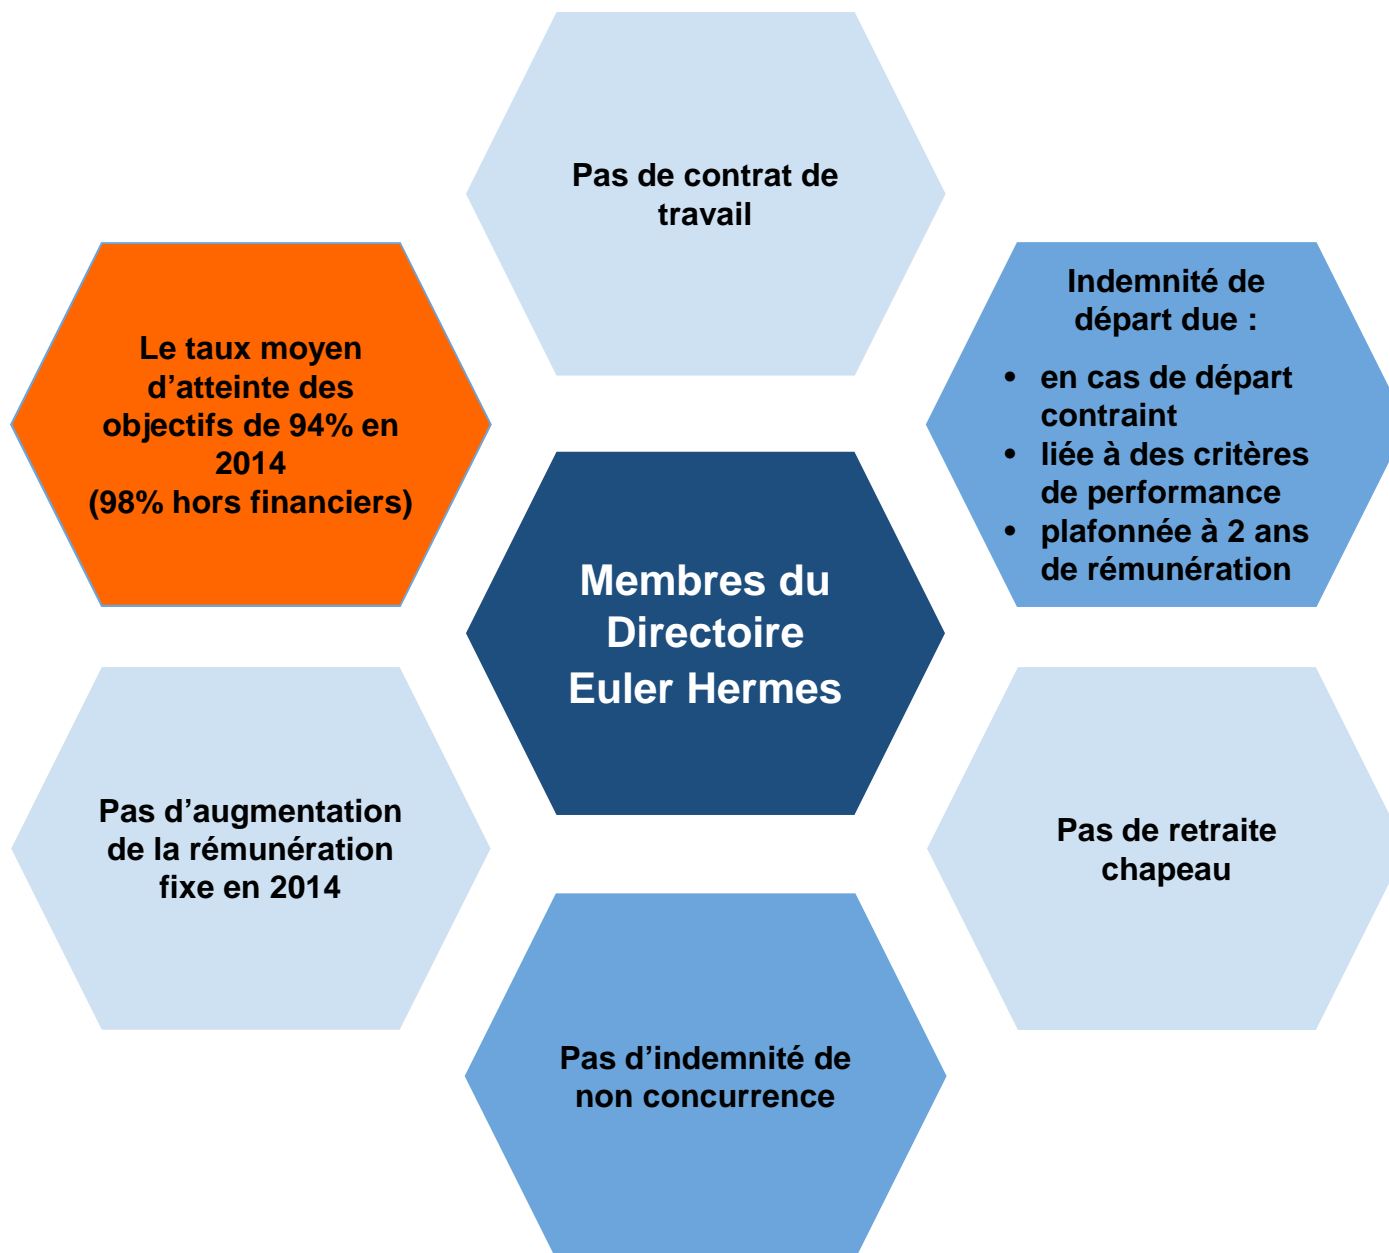 Pas de contrat de
travail
Le taux moyen
d’atteinte des
objectifs de 94% en
2014
(98% hors financiers)
Indemnité de
départ due :
• en cas de départ
contraint
• liée à des critères
de performance
• plafonnée à 2 ans
de rémunération
Membres du
Directoire
Euler Hermes
Pas d’augmentation
de la rémunération
fixe en 2014
Pas de retraite
chapeau
Pas d’indemnité de
non concurrence